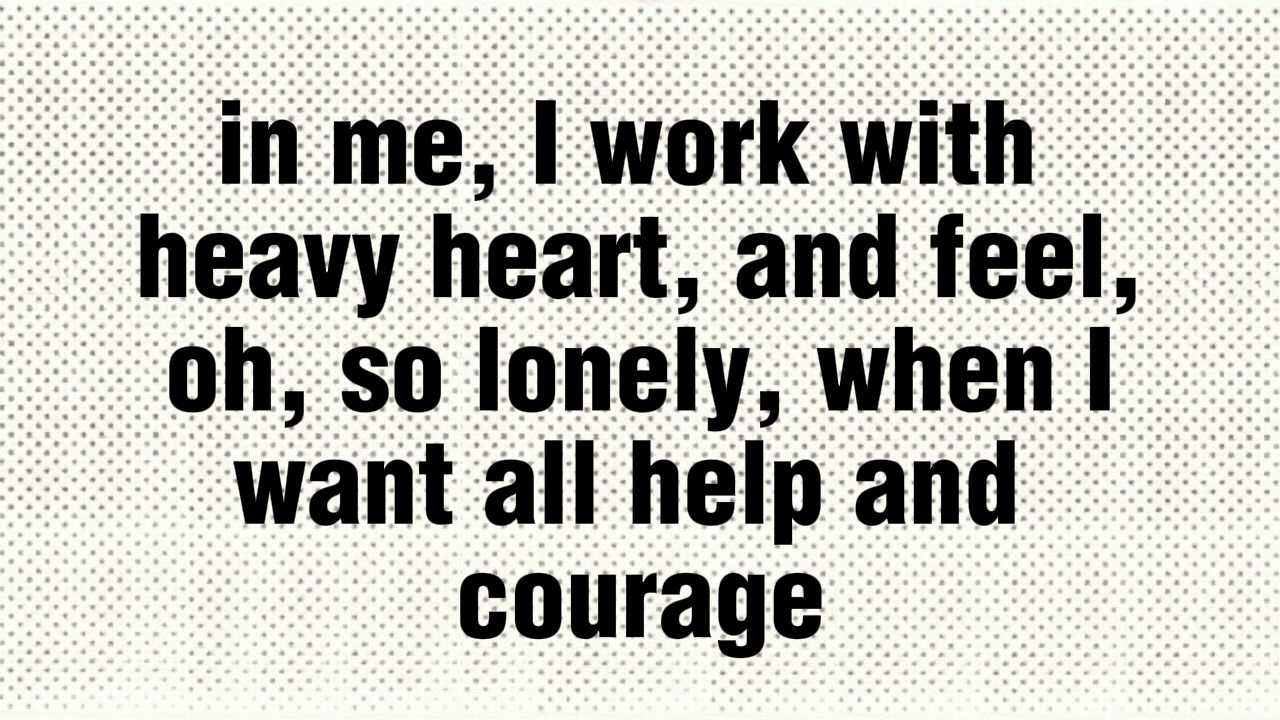 in me, I work with
heavy heart, and feel,
oh, so lonely, when I
want all help and
courage